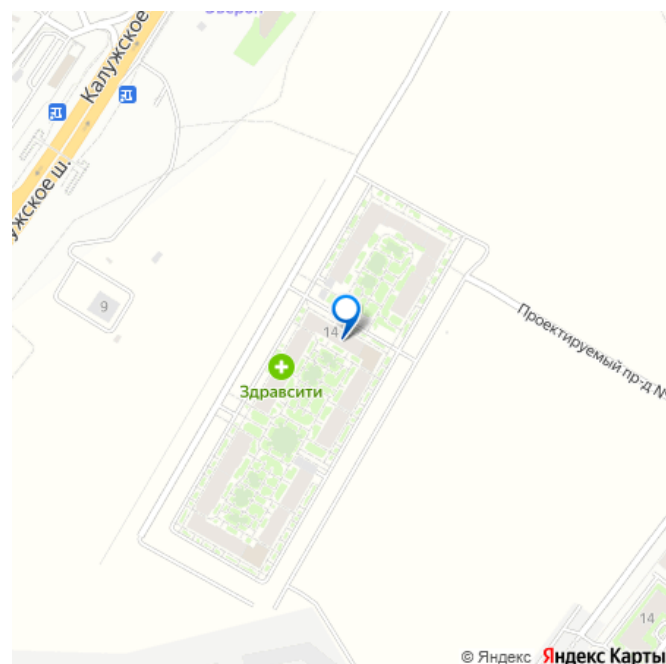 Калужское
ужское ш.
9
14
Здравсити
Проектируемый пр-д №
14
© Яндекс Яндекс Карты